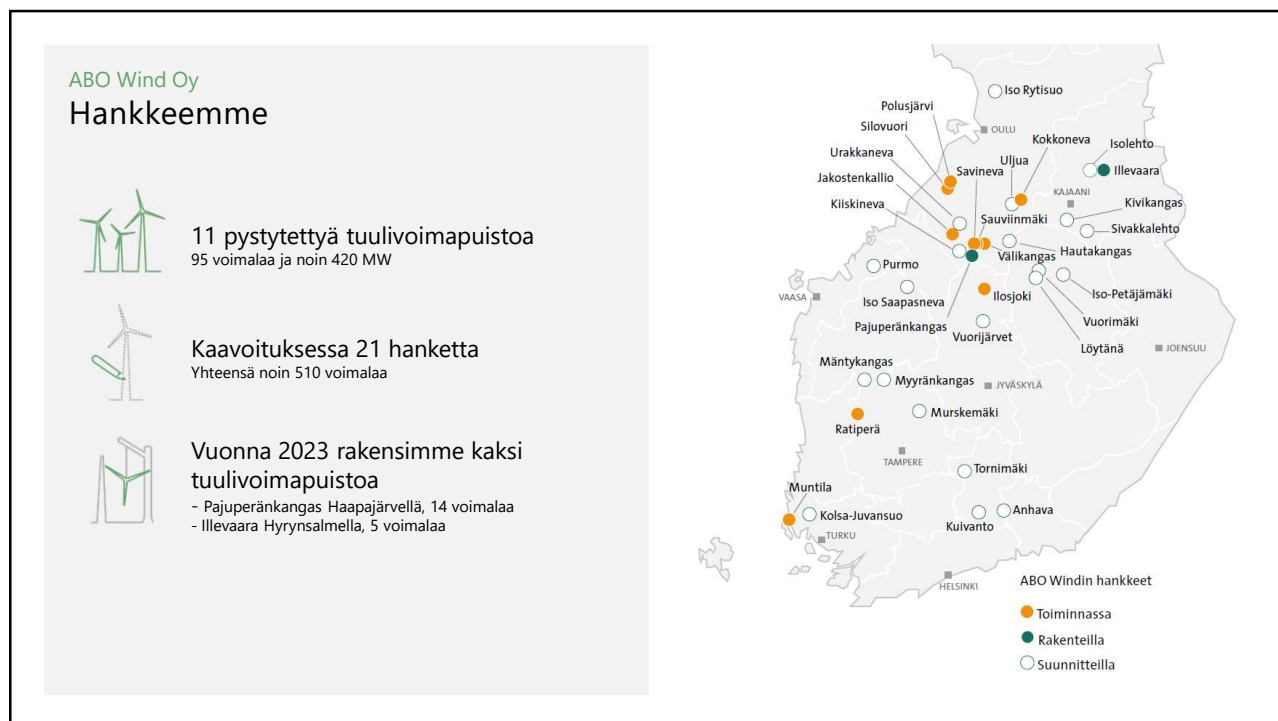 ABO Wind Oy
Hankkeemme
11 pystytettyä tuulivoimapuistoa
95 voimalaa ja noin 420 MW
Kaavoituksessa 21 hanketta
Yhteensä noin 510 voimalaa
Vuonna 2023 rakensimme kaksi
tuulivoimapuistoa
- Pajuperänkangas Haapajärvellä, 14 voimalaa
- Illevaara Hyrynsalmella, 5 voimalaa
Iso Rytisuo
Polusjärvi
OULU
Silovuori
Kokkoneva
Isolehto
Urakkaneva
Uljua
Savineva
Illevaara
Jakostenkallio
KAJAANI
Kiiskineva
Kivikangas
Sauviinmäki
Sivakkalehto
Hautakangas
Välikangas
Purmo
Iso-Petäjämäki
VAASA
Iso Saapasneva
Ilosjoki
Vuorimäki
Pajuperänkangas
Vuorijärvet
Löytänä
JOENSUU
Mäntykangas
Myyränkangas
JYVÄSKYLÄ
Murskemäki
Ratiperä
TAMPERE
Tornimäki
Muntila
Kolsa-Juvansuo
Anhava
Kuivanto
TURKU
HELSINKI
ABO Windin hankkeet
Toiminnassa
Rakenteilla
Suunnitteilla